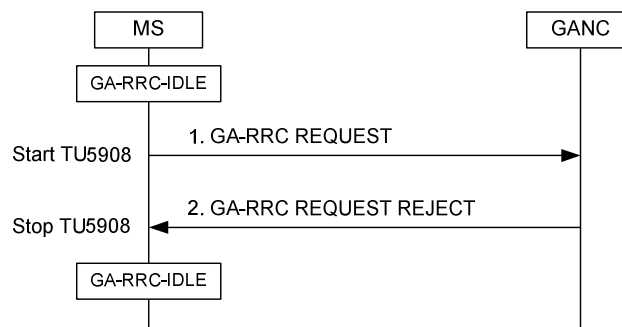 MS
GANC
GA-RRC-IDLE
1. GA-RRC REQUEST
Start TU5908
2. GA-RRC REQUEST REJECT
Stop TU5908
GA-RRC-IDLE